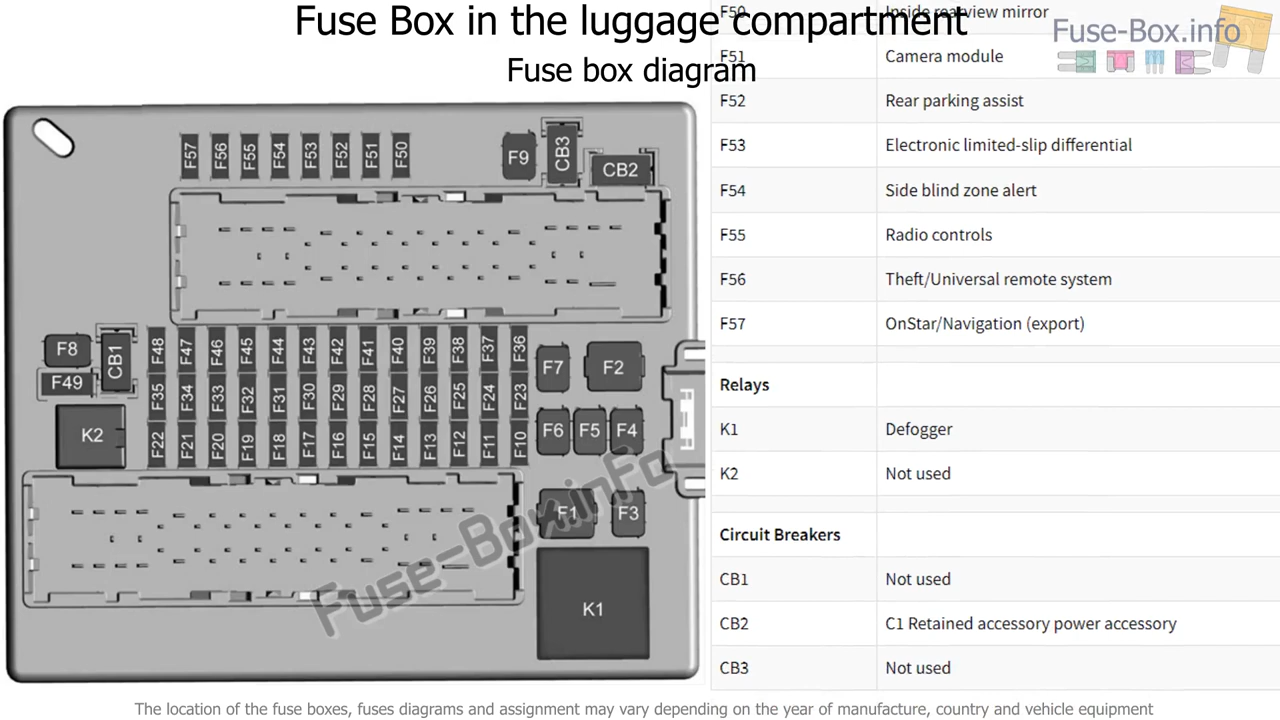 Fuse Box in the luggage compartment
Fuse box diagram
Fuse-Box.info
F50 Inside rearview mirror
F51 Camera module
F52 Rear parking assist
F53 Electronic limited-slip differential
F54 Side blind zone alert
F55 Radio controls
F56 Theft/Universal remote system
F57 OnStar/Navigation (export)
Relays
K1 Defogger
K2 Not used
Circuit Breakers
CB1 Not used
CB2 C1 Retained accessory power accessory
CB3 Not used
F57 F56 F55 F54 F53 F52 F51 F50 F9 CB3 CB2
F8 CB1 F48 F47 F46 F45 F44 F43 F42 F41 F40 F39 F38 F37 F36 F7 F2
F49 F35 F34 F33 F32 F31 F30 F29 F28 F27 F26 F25 F24 F23
K2 F22 F21 F20 F19 F18 F17 F16 F15 F14 F13 F12 F11 F10 F6 F5 F4
F1 F3
K1
Fuse-Box.inFo
The location of the fuse boxes, fuses diagrams and assignment may vary depending on the year of manufacture, country and vehicle equipment